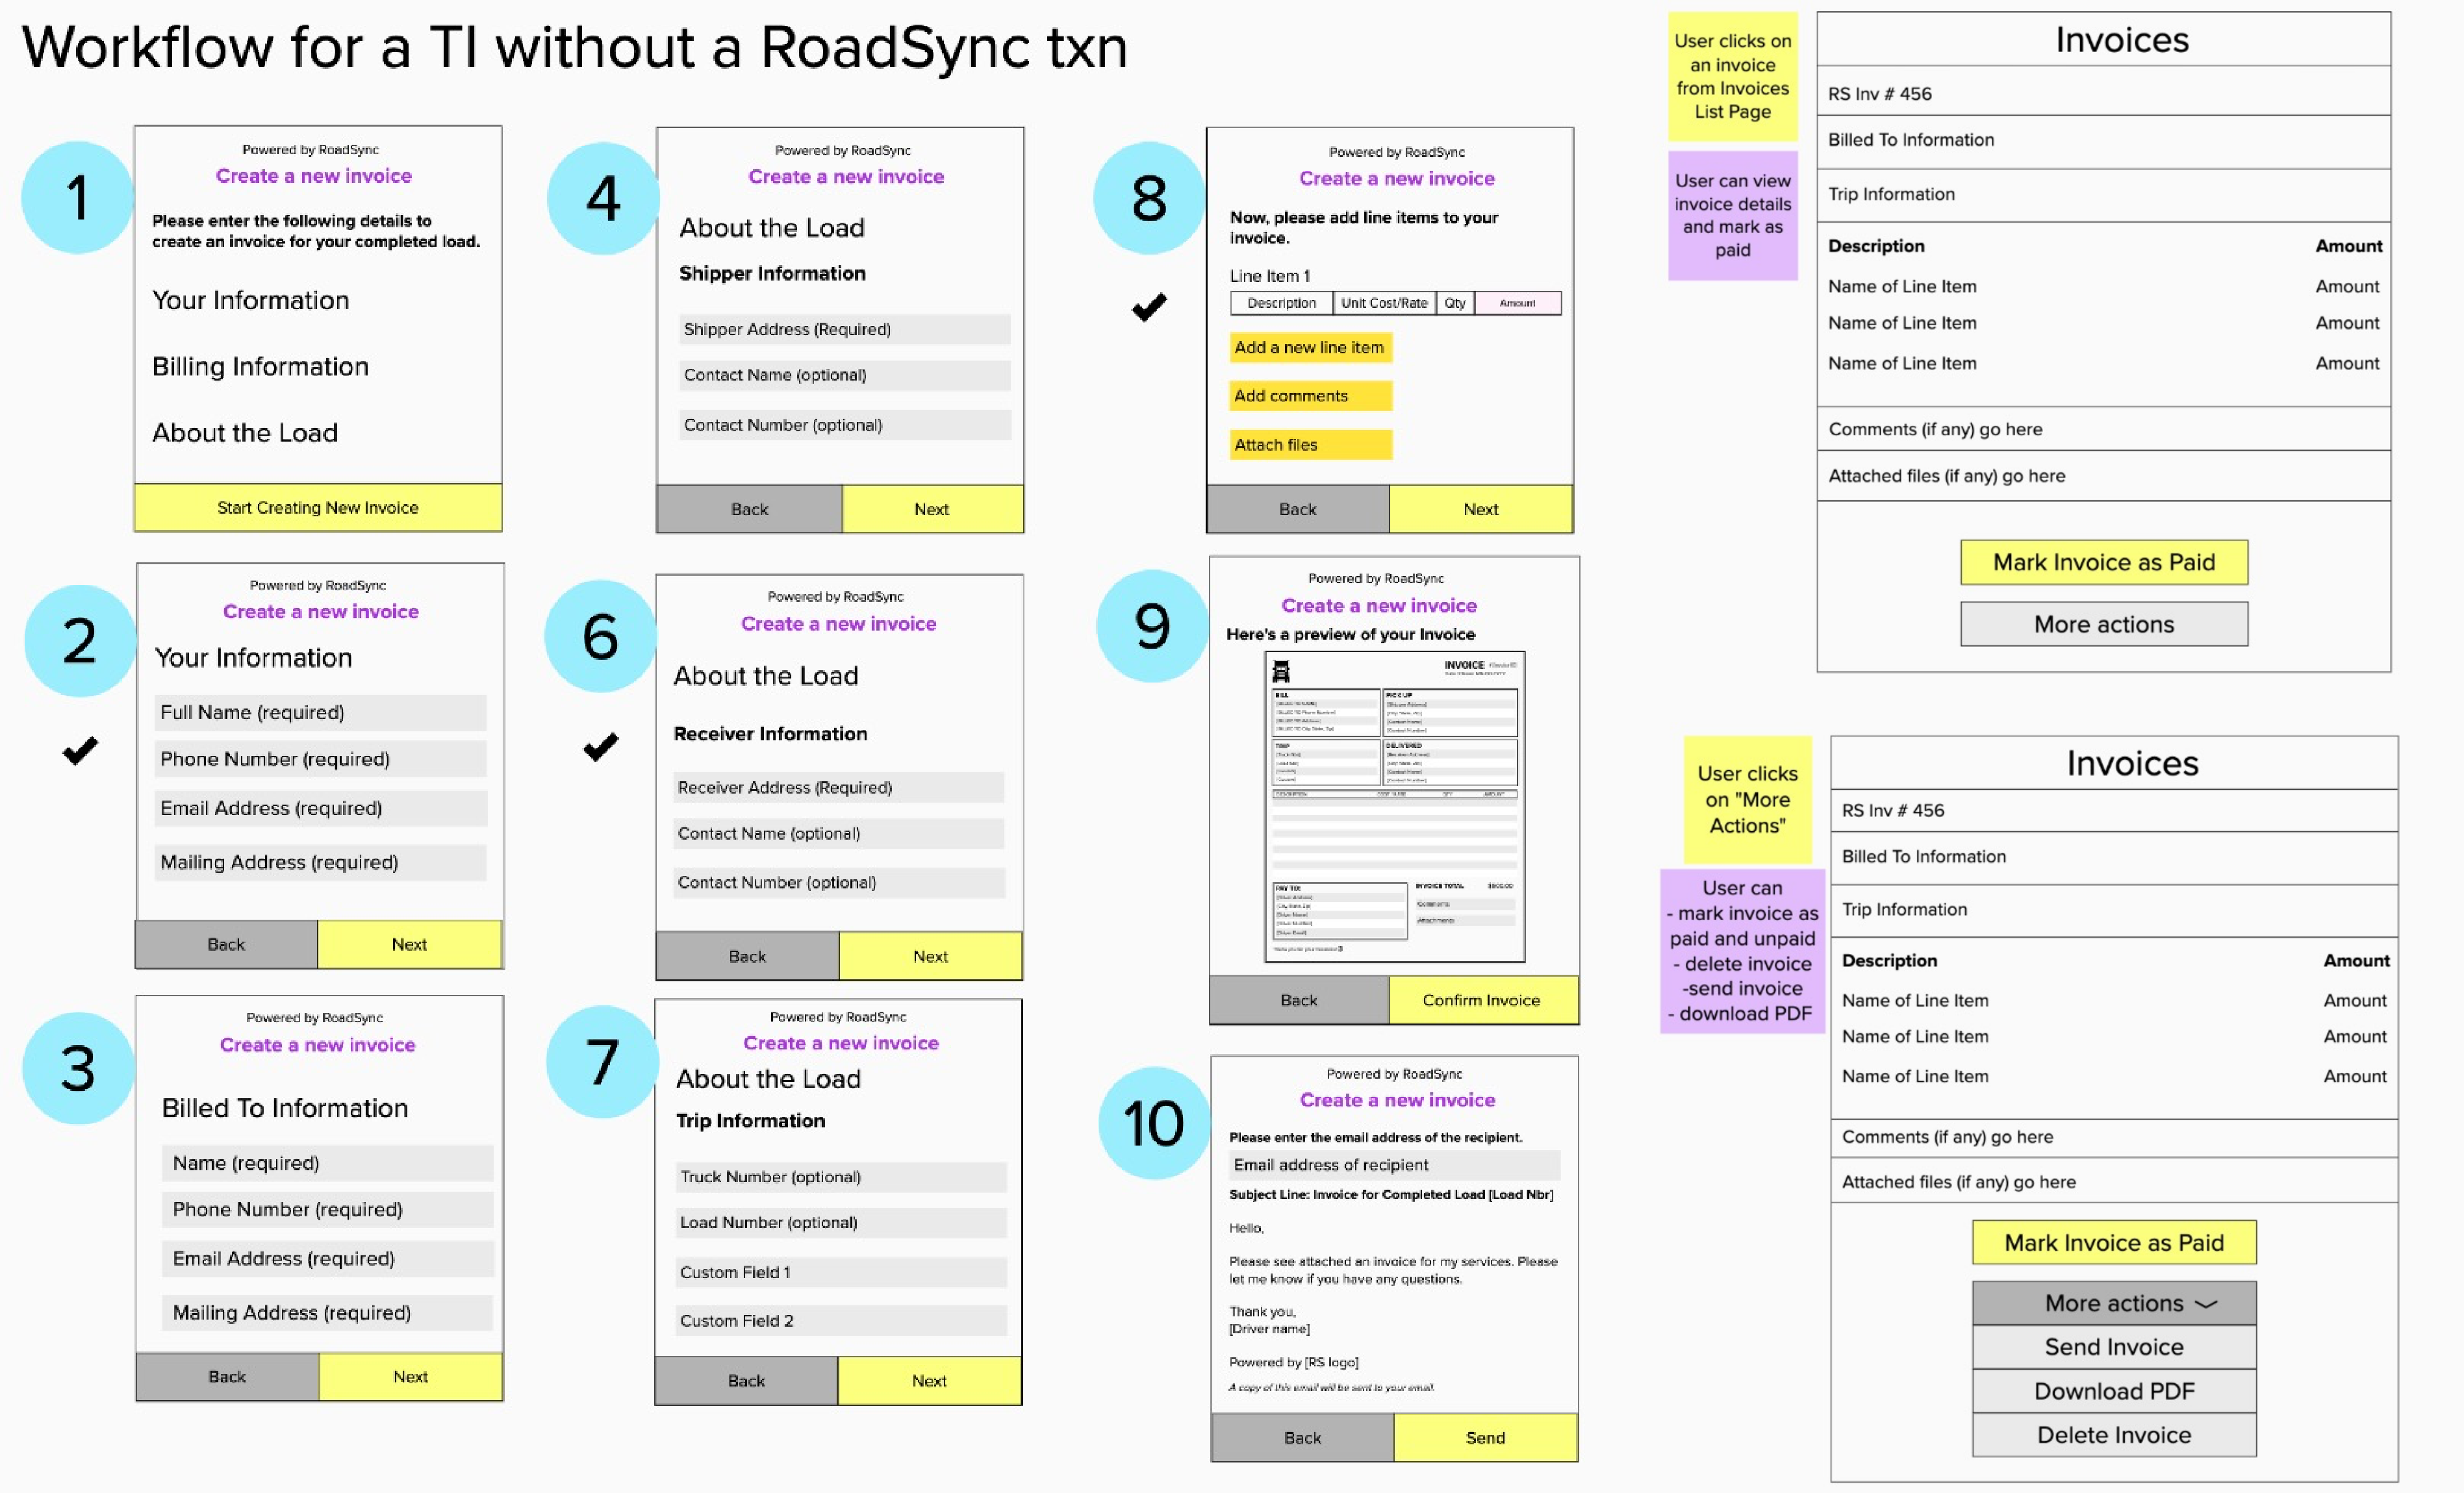 Workflow for a TI without a RoadSync txn
1
Powered by RoadSync
Create a new invoice
Please enter the following details to
create an invoice for your completed load.
Your Information
Billing Information
About the Load
Start Creating New Invoice
2
Powered by RoadSync
Create a new invoice
Your Information
Full Name (required)
Phone Number (required)
Email Address (required)
Mailing Address (required)
Back
Next
3
Powered by RoadSync
Create a new invoice
Billed To Information
Name (required)
Phone Number (required)
Email Address (required)
Mailing Address (required)
Back
Next
4
Powered by RoadSync
Create a new invoice
About the Load
Shipper Information
Shipper Address (Required)
Contact Name (optional)
Contact Number (optional)
Back
Next
6
Powered by RoadSync
Create a new invoice
About the Load
Receiver Information
Receiver Address (Required)
Contact Name (optional)
Contact Number (optional)
Back
Next
7
Powered by RoadSync
Create a new invoice
About the Load
Trip Information
Truck Number (optional)
Load Number (optional)
Custom Field 1
Custom Field 2
Back
Next
8
Powered by RoadSync
Create a new invoice
Now, please add line items to your
invoice.
Line Item 1
Description Unit Cost/Rate Qty Amount
Add a new line item
Add comments
Attach files
Back
Next
9
Powered by RoadSync
Create a new invoice
Here's a preview of your Invoice
INVOICE
BILL
PICK UP
TRIP
DELIVERED
DESCRIPTION QTY AMOUNT
PAY TO:
INVOICE TOTAL $800.00
Comments
Attachments
Back
Confirm Invoice
10
Powered by RoadSync
Create a new invoice
Please enter the email address of the recipient.
Email address of recipient
Subject Line: Invoice for Completed Load [Load Nbr]
Hello,
Please see attached an invoice for my services. Please
let me know if you have any questions.
Thank you,
[Driver name]
Powered by [RS logo]
A copy of this email will be sent to your email.
Back
Send
User clicks on
an invoice
from Invoices
List Page
User can view
invoice details
and mark as
paid
Invoices
RS Inv # 456
Billed To Information
Trip Information
Description Amount
Name of Line Item Amount
Name of Line Item Amount
Name of Line Item Amount
Comments (if any) go here
Attached files (if any) go here
Mark Invoice as Paid
More actions
User clicks
on "More
Actions"
User can
- mark invoice as
paid and unpaid
- delete invoice
-send invoice
- download PDF
Invoices
RS Inv # 456
Billed To Information
Trip Information
Description Amount
Name of Line Item Amount
Name of Line Item Amount
Name of Line Item Amount
Comments (if any) go here
Attached files (if any) go here
Mark Invoice as Paid
More actions
Send Invoice
Download PDF
Delete Invoice